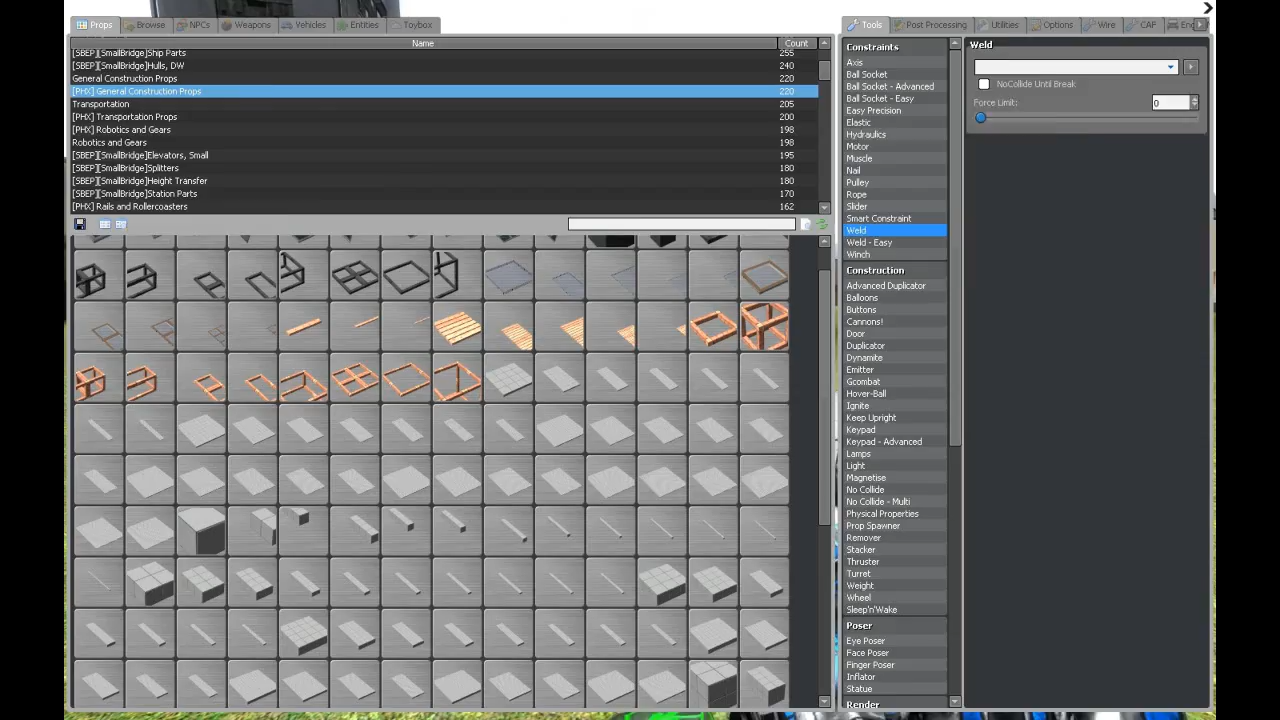 Props Browse NPCs Weapons Vehicles Entities Toybox
Name Count
[SBEP][SmallBridge]Ship Parts 255
[SBEP][SmallBridge]Hulls, DW 240
General Construction Props 220
[PHX] General Construction Props 220
Transportation 205
[PHX] Transportation Props 200
[PHX] Robotics and Gears 198
Robotics and Gears 198
[SBEP][SmallBridge]Elevators, Small 195
[SBEP][SmallBridge]Splitters 180
[SBEP][SmallBridge]Height Transfer 180
[SBEP][SmallBridge]Station Parts 170
[PHX] Rails and Rollercoasters 162
Tools Post Processing Utilities Options Wire CAF
Constraints
Axis
Ball Socket
Ball Socket - Advanced
Ball Socket - Easy
Easy Precision
Elastic
Hydraulics
Motor
Muscle
Nail
Pulley
Rope
Slider
Smart Constraint
Weld
Weld - Easy
Winch
Construction
Advanced Duplicator
Balloons
Buttons
Cannons!
Door
Duplicator
Dynamite
Emitter
Gcombat
Hover-Ball
Ignite
Keep Upright
Keypad
Keypad - Advanced
Lamps
Light
Magnetise
No Collide
No Collide - Multi
Physical Properties
Prop Spawner
Remover
Stacker
Thruster
Turret
Weight
Wheel
Sleep'n'Wake
Poser
Eye Poser
Face Poser
Finger Poser
Inflator
Statue
Render
Weld
NoCollide Until Break
Force Limit: 0